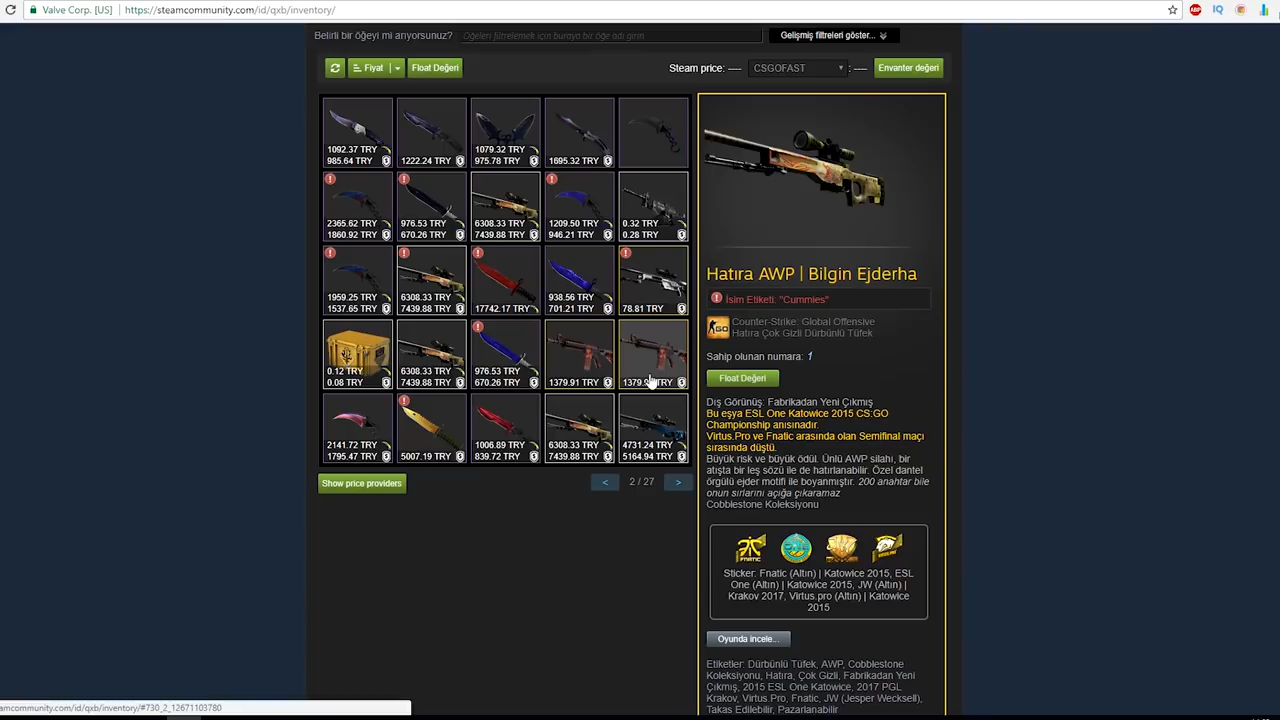 Valve Corp. [US] https://steamcommunity.com/id/qxb/inventory/
Belirli bir öğeyi mi arıyorsunuz? Öğeleri filtrelemek için buraya bir öğe adı girin Gelişmiş filtreleri göster...
Fiyat Float Değeri Steam price: ---- CSGOFAST : ---- Envanter değeri
1092.37 TRY 1079.32 TRY
985.64 TRY 1222.24 TRY 975.78 TRY 1695.32 TRY
2365.62 TRY 976.53 TRY 6308.33 TRY 1209.50 TRY 0.32 TRY
1860.92 TRY 670.26 TRY 7439.88 TRY 946.21 TRY 0.28 TRY
1959.25 TRY 6308.33 TRY 938.56 TRY
1537.65 TRY 7439.88 TRY 17742.17 TRY 701.21 TRY 78.81 TRY
0.12 TRY 6308.33 TRY 976.53 TRY
0.08 TRY 7439.88 TRY 670.26 TRY 1379.91 TRY TRY
2141.72 TRY 1006.89 TRY 6308.33 TRY 4731.24 TRY
1795.47 TRY 5007.19 TRY 839.72 TRY 7439.88 TRY 5164.94 TRY
Show price providers < 2 / 27 >
Hatıra AWP | Bilgin Ejderha
İsim Etiketi: "Cummies"
Counter-Strike: Global Offensive
Hatıra Çok Gizli Dürbünlü Tüfek
Sahip olunan numara: 1
Float Değeri
Dış Görünüş: Fabrikadan Yeni Çıkmış
Bu eşya ESL One Katowice 2015 CS:GO
Championship anısınadır.
Virtus.Pro ve Fnatic arasında olan Semifinal maçı
sırasında düştü.
Büyük risk ve büyük ödül. Ünlü AWP silahı, bir
atışta bir leş sözü ile de hatırlanabilir. Özel dantel
örgülü ejder motifi ile boyanmıştır. 200 anahtar bile
onun sırlarını açığa çıkaramaz
Cobblestone Koleksiyonu
FNATIC
Sticker: Fnatic (Altın) | Katowice 2015, ESL
One (Altın) | Katowice 2015, JW (Altın) |
Krakov 2017, Virtus.pro (Altın) | Katowice
2015
Oyunda incele...
Etiketler: Dürbünlü Tüfek, AWP, Cobblestone
Koleksiyonu, Hatıra, Çok Gizli, Fabrikadan Yeni
Çıkmış, 2015 ESL One Katowice, 2017 PGL
Krakov, Virtus.Pro, Fnatic, JW (Jesper Wecksell),
Takas Edilebilir, Pazarlanabilir
eamcommunity.com/id/qxb/inventory/#730_2_12671103780